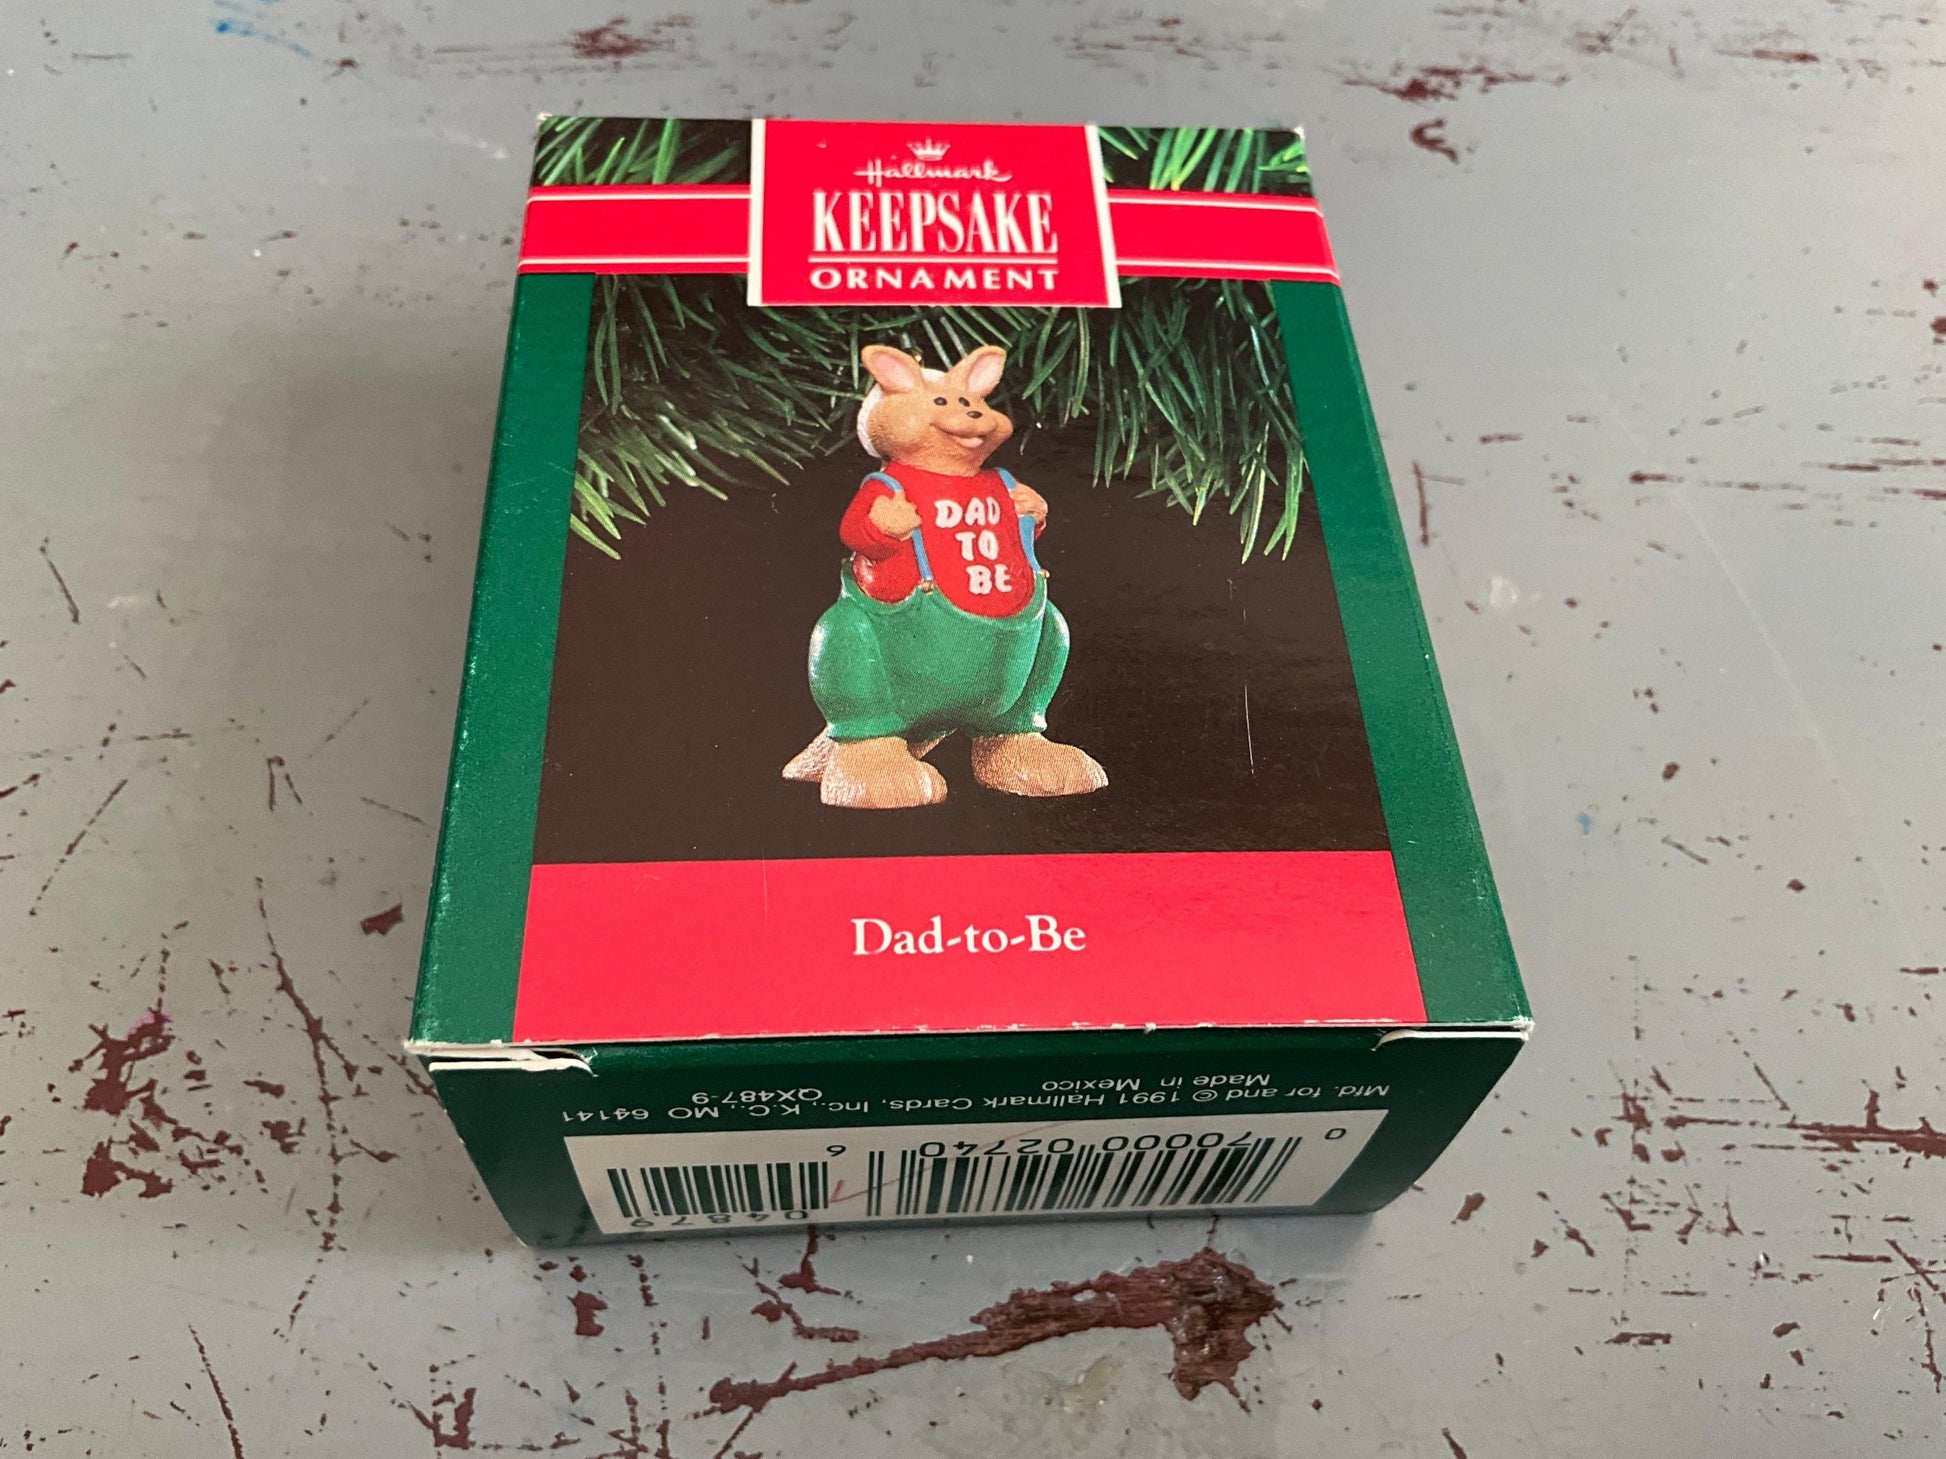 Hallmark
KEEPSAKE
ORNAMENT
DAD
TO
BE
Dad-to-Be
Mfd. for and © 1991 Hallmark Cards, Inc., K.C., MO 64141
Made in Mexico QX487-9
0 70000 02740 6
04879